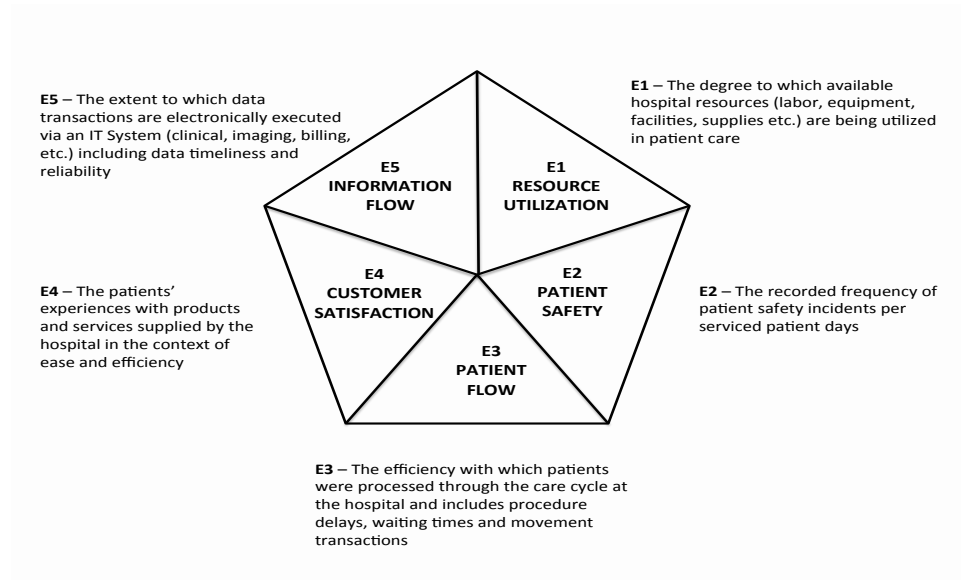 E5 – The extent to which data
transactions are electronically executed
via an IT System (clinical, imaging, billing,
etc.) including data timeliness and
reliability
E1 – The degree to which available
hospital resources (labor, equipment,
facilities, supplies etc.) are being utilized
in patient care
E5
INFORMATION
FLOW
E1
RESOURCE
UTILIZATION
E4 – The patients’
experiences with products
and services supplied by the
hospital in the context of
ease and efficiency
E4
CUSTOMER
SATISFACTION
E2
PATIENT
SAFETY
E2 – The recorded frequency of
patient safety incidents per
serviced patient days
E3
PATIENT
FLOW
E3 – The efficiency with which patients
were processed through the care cycle at
the hospital and includes procedure
delays, waiting times and movement
transactions